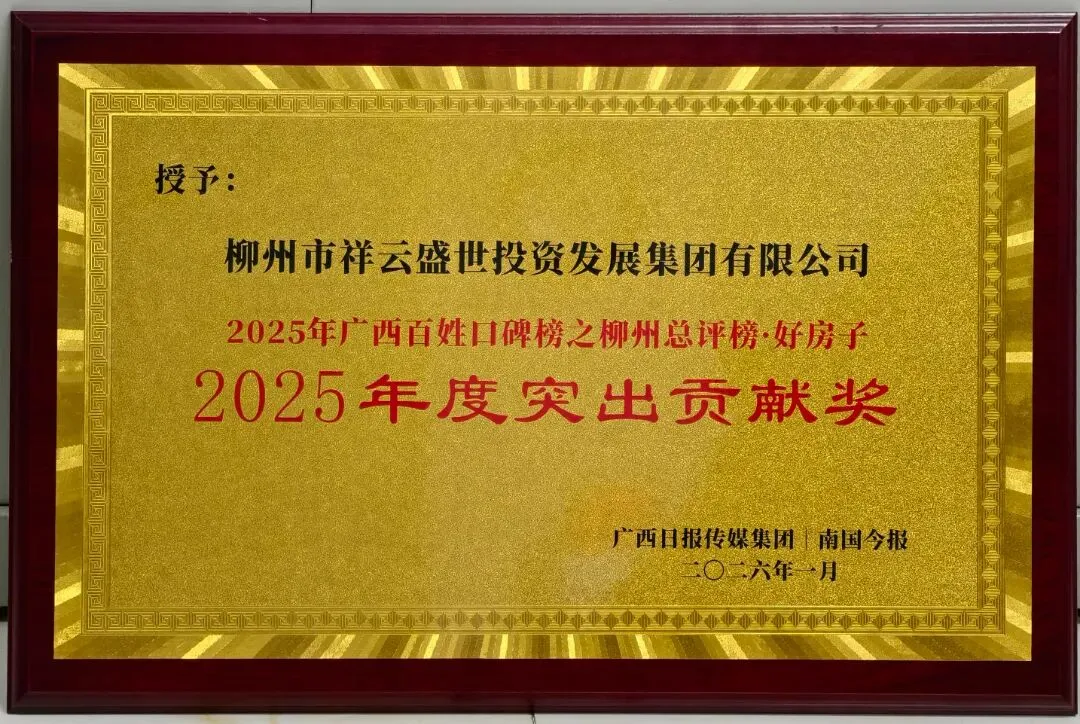 授予：
柳州市祥云盛世投资发展集团有限公司
2025年广西百姓口碑榜之柳州总评榜·好房子
2025年度突出贡献奖
广西日报传媒集团｜南国今报
二〇二六年一月